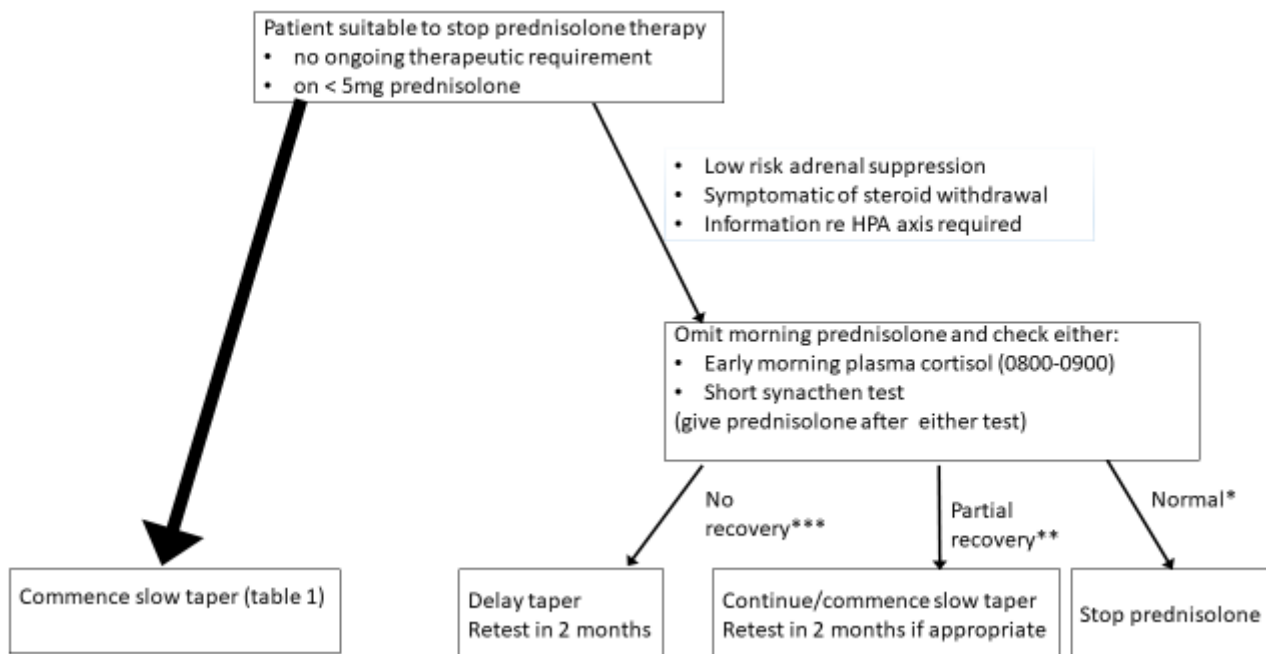 Patient suitable to stop prednisolone therapy
• no ongoing therapeutic requirement
• on < 5mg prednisolone
• Low risk adrenal suppression
• Symptomatic of steroid withdrawal
• Information re HPA axis required
Omit morning prednisolone and check either:
• Early morning plasma cortisol (0800-0900)
• Short synacthen test
(give prednisolone after either test)
No
recovery***
Partial
recovery**
Normal*
Commence slow taper (table 1)
Delay taper
Retest in 2 months
Continue/commence slow taper
Retest in 2 months if appropriate
Stop prednisolone